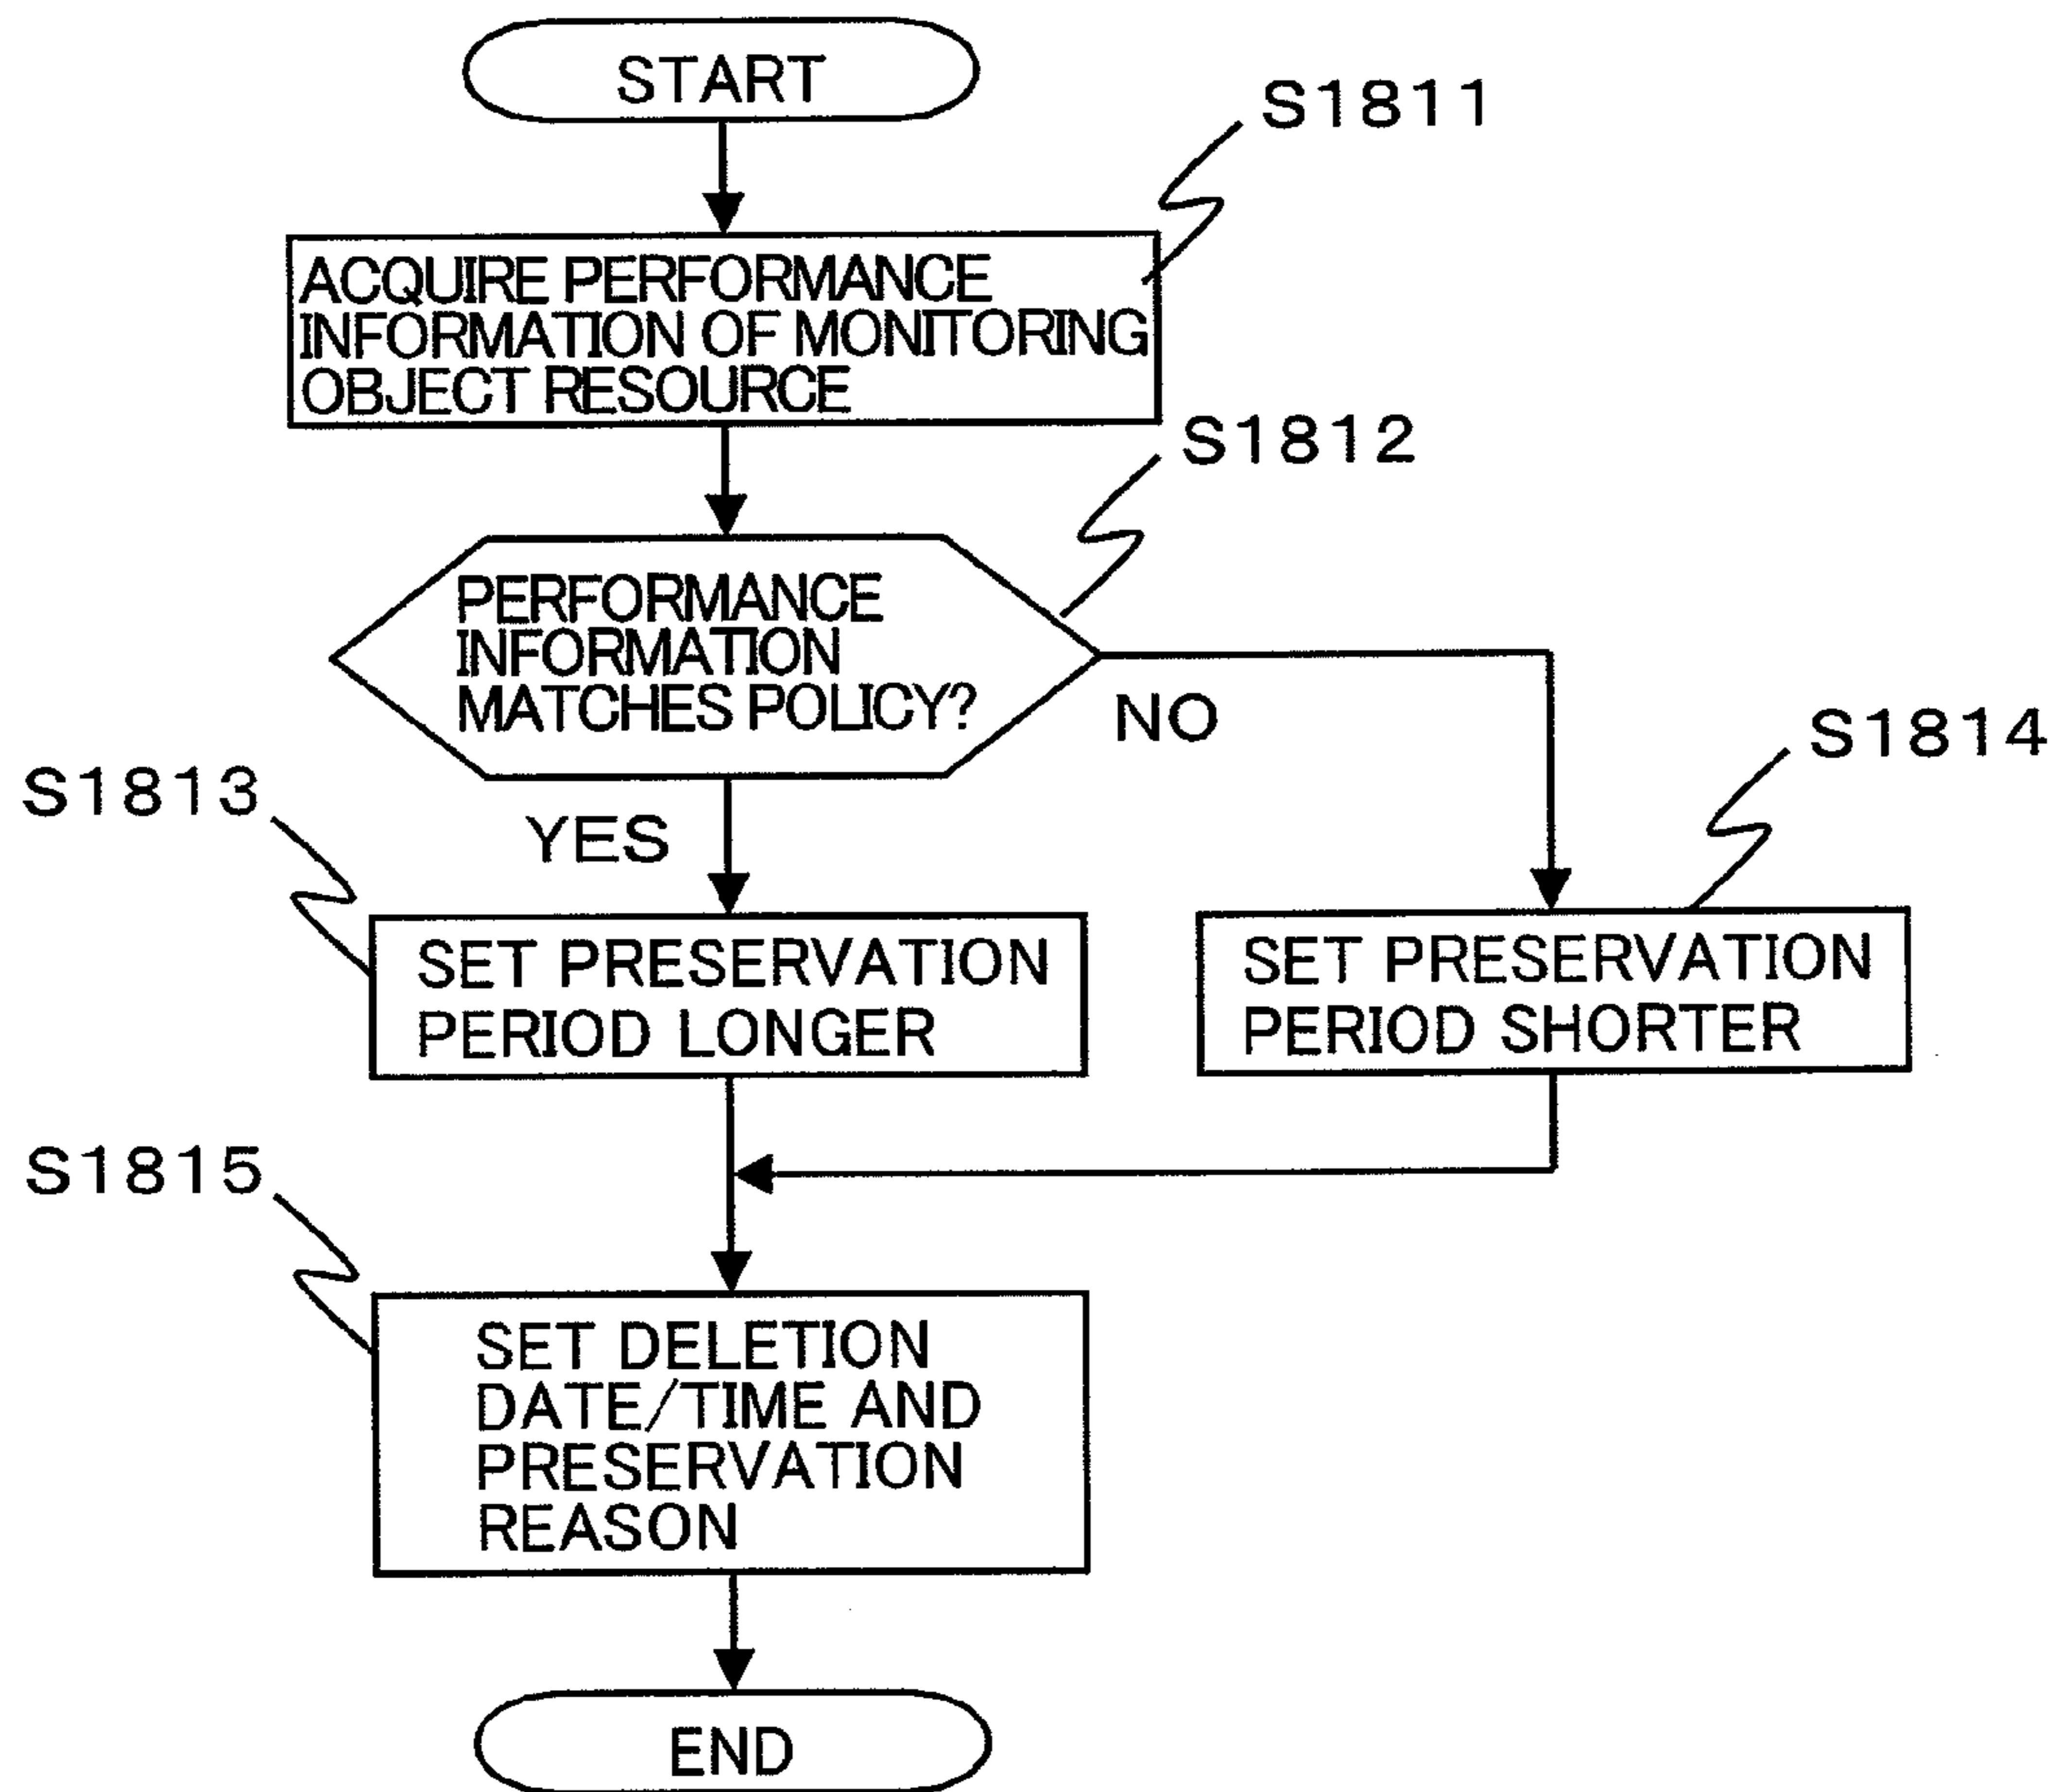 START
S1811
ACQUIRE PERFORMANCE
INFORMATION OF MONITORING
OBJECT RESOURCE
S1812
PERFORMANCE
INFORMATION
MATCHES POLICY?
NO
S1814
S1813
YES
SET PRESERVATION
PERIOD LONGER
SET PRESERVATION
PERIOD SHORTER
S1815
SET DELETION
DATE/TIME AND
PRESERVATION
REASON
END